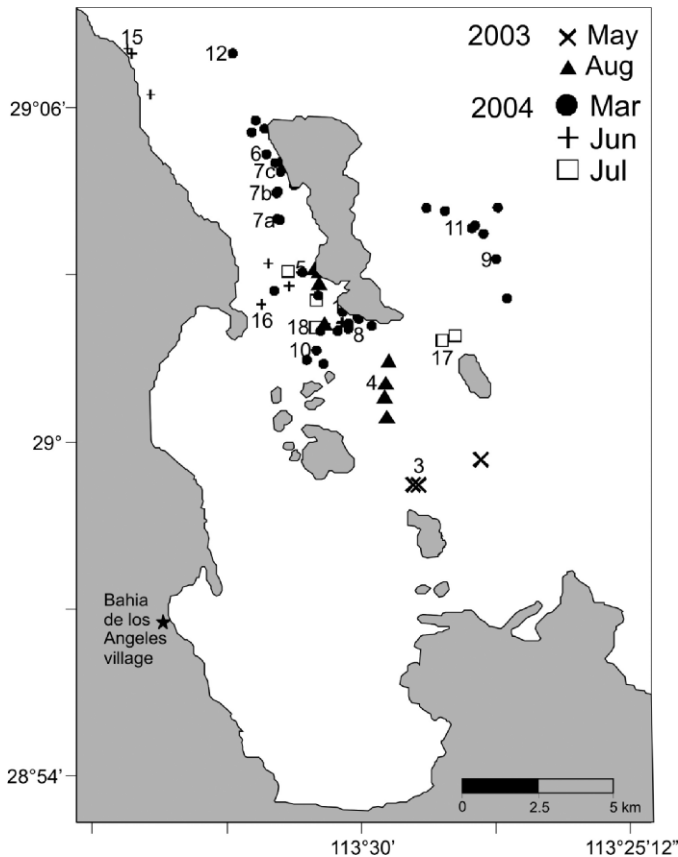 15
12
2003 × May
▲ Aug
29°06'
2004 ● Mar
+ Jun
□ Jul
6
7c
7b
7a
11
9
5
16
18
8
17
10
4
29°
3
Bahia
de los
Angeles
village
★
28°54'
0 2.5 5 km
113°30' 113°25'12"